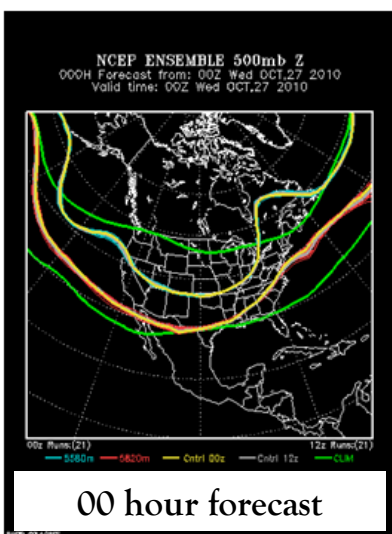 NCEP ENSEMBLE 500mb Z
000H Forecast from: 00Z Wed OCT,27 2010
Valid time: 00Z Wed OCT,27 2010
00z Runs:(21) 12z Runs:(21)
5580m 5820m Cntrl 00z Cntrl 12z CLIM
00 hour forecast